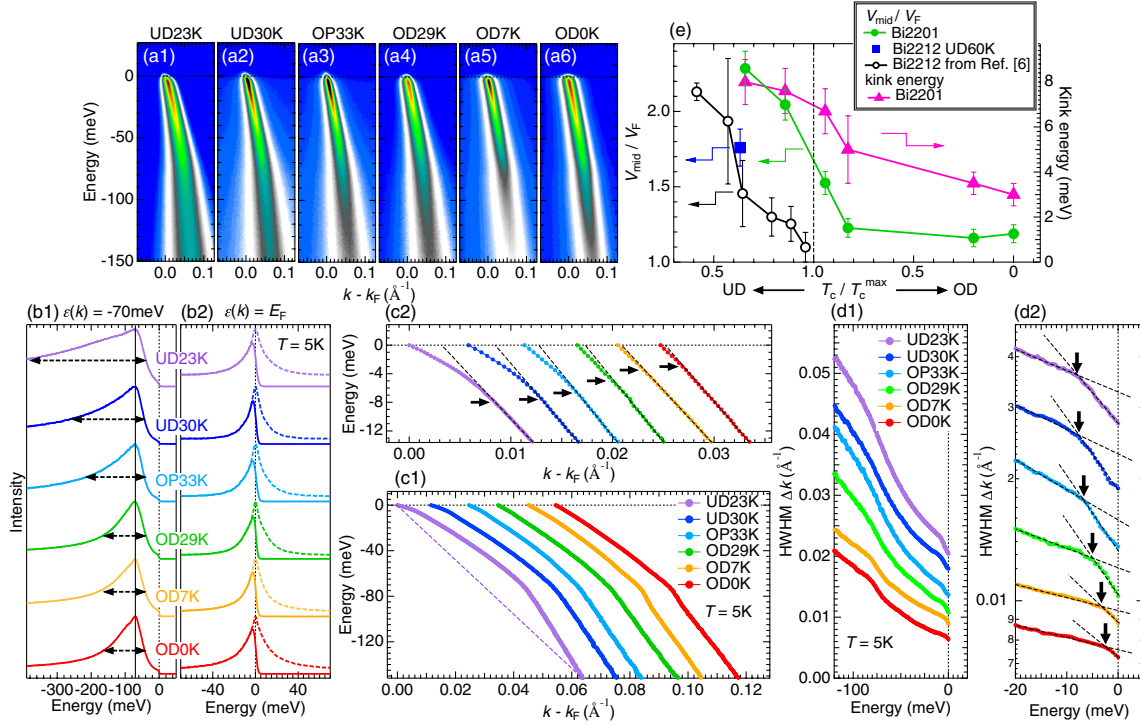 UD23K UD30K OP33K OD29K OD7K OD0K
(a1) (a2) (a3) (a4) (a5) (a6)
Energy (meV)
0
-50
-100
-150
0.0 0.1 0.0 0.1 0.0 0.1 0.0 0.1 0.0 0.1 0.0 0.1
k - kF (Å⁻¹)
(e)
Vmid / VF
Bi2201
Bi2212 UD60K
Bi2212 from Ref. [6]
kink energy
Bi2201
Vmid / VF
2.0
1.5
1.0
Kink energy (meV)
8
6
4
2
0
0.5 1.0 0.5 0
UD Tc / Tcmax OD
(b1) ε(k) = -70meV
(b2) ε(k) = EF
T = 5K
UD23K
UD30K
OP33K
OD29K
OD7K
OD0K
Intensity
-300 -200 -100 0
Energy (meV)
-60 0 60
Energy (meV)
(c2)
Energy (meV)
0
-4
-8
-12
0.00 0.01 0.02 0.03
k - kF (Å⁻¹)
(c1)
UD23K
UD30K
OP33K
OD29K
OD7K
OD0K
T = 5K
Energy (meV)
0
-40
-80
-120
0.00 0.02 0.04 0.06 0.08 0.10 0.12
k - kF (Å⁻¹)
(d1)
UD23K
UD30K
OP33K
OD29K
OD7K
OD0K
HWHM Δk (Å⁻¹)
0.05
0.04
0.03
0.02
0.01
0.00
T = 5K
-100 -50 0
Energy (meV)
(d2)
HWHM Δk (Å⁻¹)
4
3
2
0.01
9
8
7
-20 -10 0
Energy (meV)